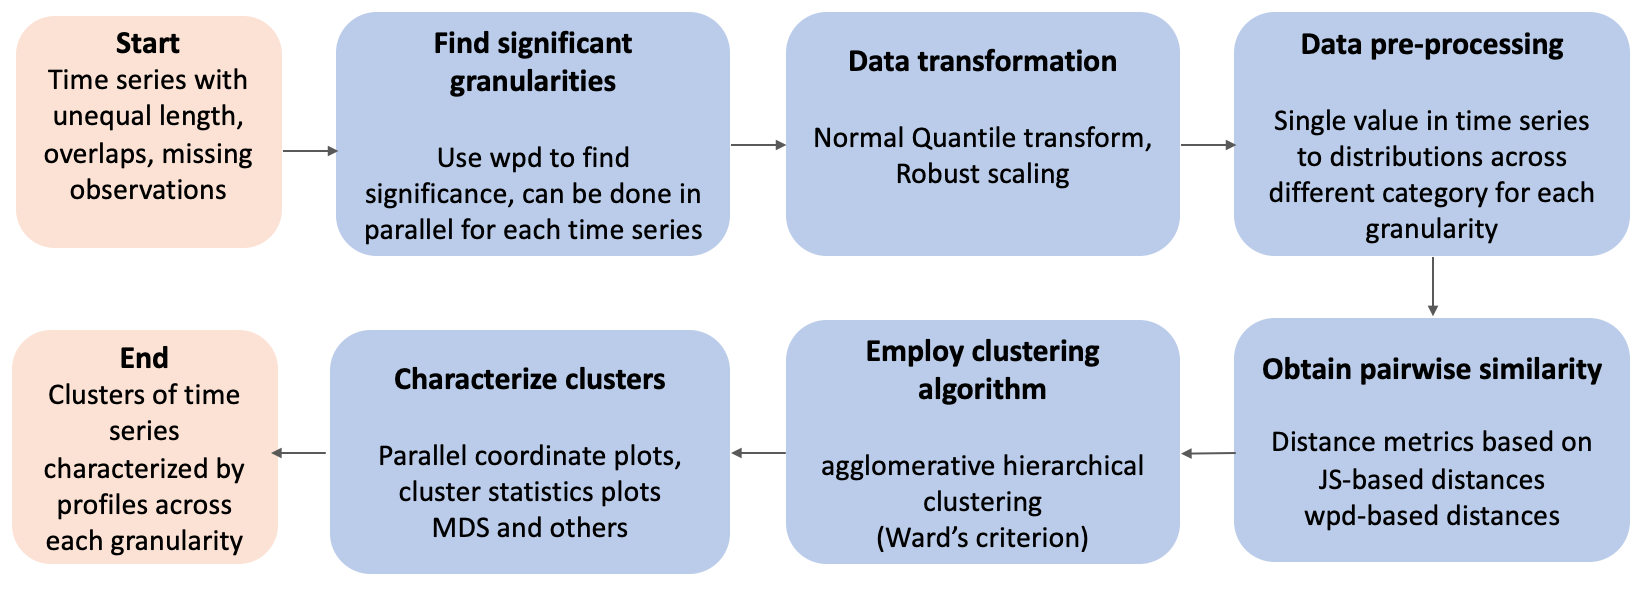 Start
Time series with
unequal length,
overlaps, missing
observations
Find significant
granularities
Use wpd to find
significance, can be done in
parallel for each time series
Data transformation
Normal Quantile transform,
Robust scaling
Data pre-processing
Single value in time series
to distributions across
different category for each
granularity
Obtain pairwise similarity
Distance metrics based on
JS-based distances
wpd-based distances
Employ clustering
algorithm
agglomerative hierarchical
clustering
(Ward’s criterion)
Characterize clusters
Parallel coordinate plots,
cluster statistics plots
MDS and others
End
Clusters of time
series
characterized by
profiles across
each granularity